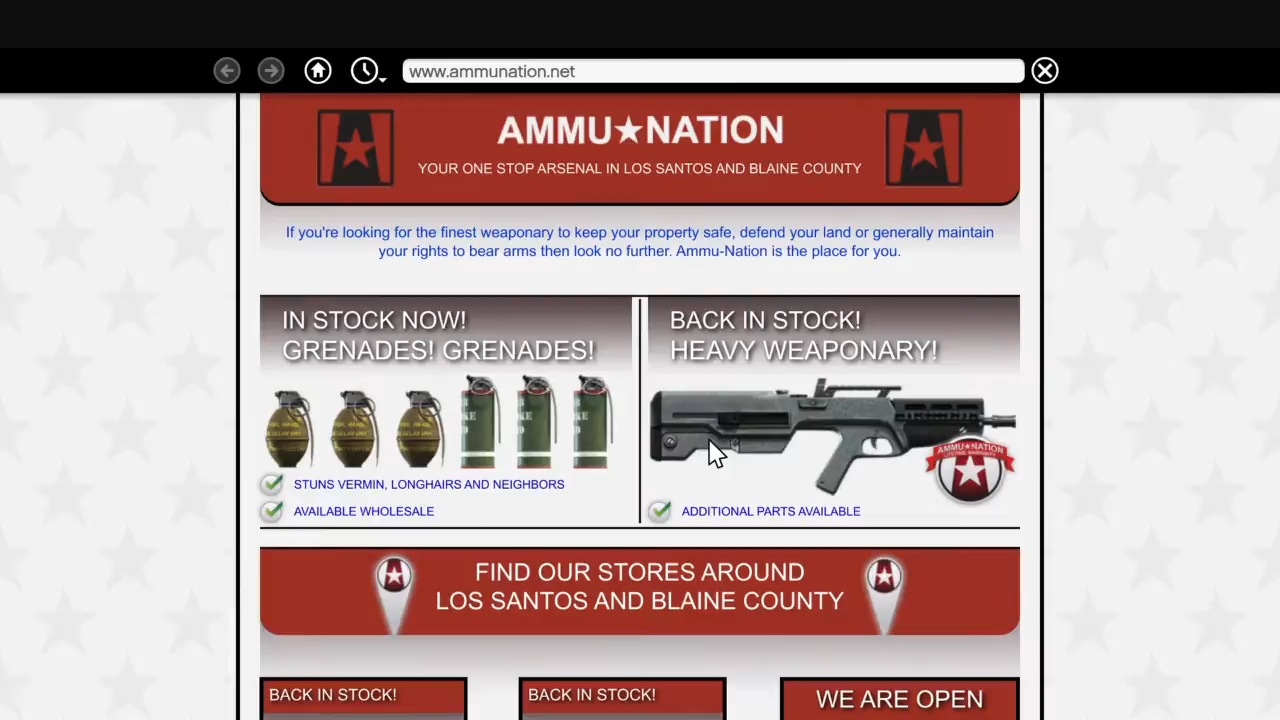 www.ammunation.net
AMMU★NATION
YOUR ONE STOP ARSENAL IN LOS SANTOS AND BLAINE COUNTY
If you're looking for the finest weaponary to keep your property safe, defend your land or generally maintain
your rights to bear arms then look no further. Ammu-Nation is the place for you.
IN STOCK NOW!
GRENADES! GRENADES!
STUNS VERMIN, LONGHAIRS AND NEIGHBORS
AVAILABLE WHOLESALE
BACK IN STOCK!
HEAVY WEAPONARY!
AMMU★NATION
LIFETIME WARRANTY
ADDITIONAL PARTS AVAILABLE
FIND OUR STORES AROUND
LOS SANTOS AND BLAINE COUNTY
BACK IN STOCK!
BACK IN STOCK!
WE ARE OPEN